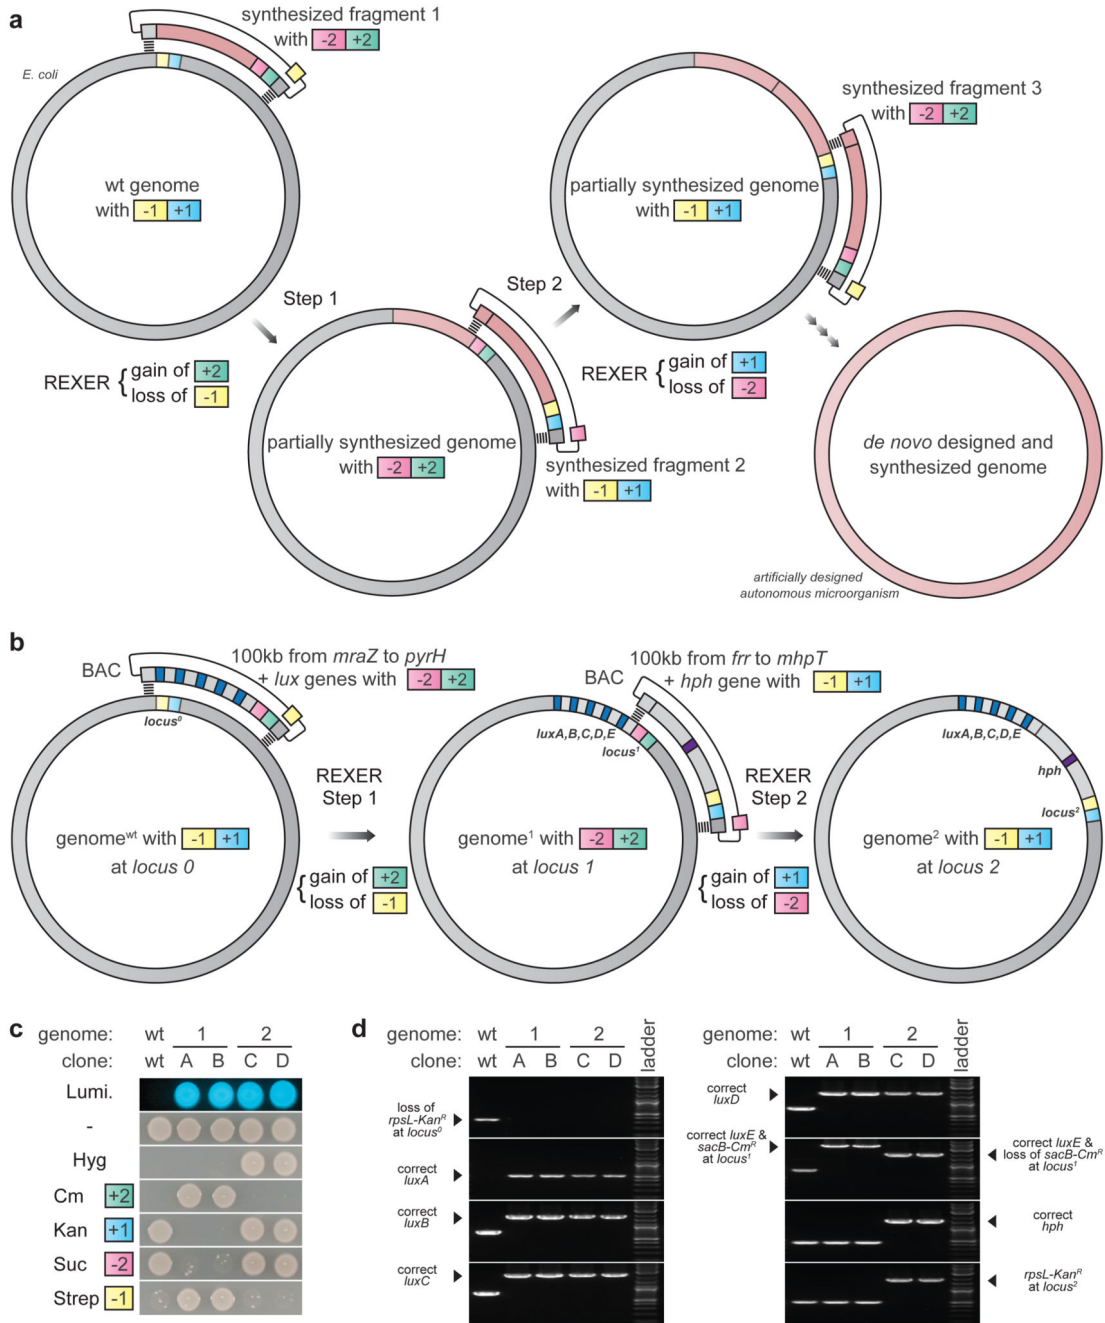 a
synthesized fragment 1
with -2 +2
E. coli
wt genome
with -1 +1
Step 1
REXER { gain of +2
loss of -1
partially synthesized genome
with -2 +2
synthesized fragment 2
with -1 +1
Step 2
REXER { gain of +1
loss of -2
partially synthesized genome
with -1 +1
synthesized fragment 3
with -2 +2
de novo designed and
synthesized genome
artificially designed
autonomous microorganism
b
BAC
100kb from mraZ to pyrH
+ lux genes with -2 +2
locus⁰
genomeʷᵗ with -1 +1
at locus 0
REXER
Step 1
{ gain of +2
loss of -1
BAC
100kb from frr to mhpT
+ hph gene with -1 +1
luxA,B,C,D,E
locus¹
genome¹ with -2 +2
at locus 1
REXER
Step 2
{ gain of +1
loss of -2
luxA,B,C,D,E
hph
locus²
genome² with -1 +1
at locus 2
c
genome: wt 1 2
clone: wt A B C D
Lumi.
-
Hyg
Cm +2
Kan +1
Suc -2
Strep -1
d
genome: wt 1 2
clone: wt A B C D ladder
loss of
rpsL-Kanᴿ
at locus⁰
correct
luxA
correct
luxB
correct
luxC
genome: wt 1 2
clone: wt A B C D ladder
correct
luxD
correct luxE &
sacB-Cmᴿ
at locus¹
correct luxE &
loss of sacB-Cmᴿ
at locus¹
correct
hph
rpsL-Kanᴿ
at locus²